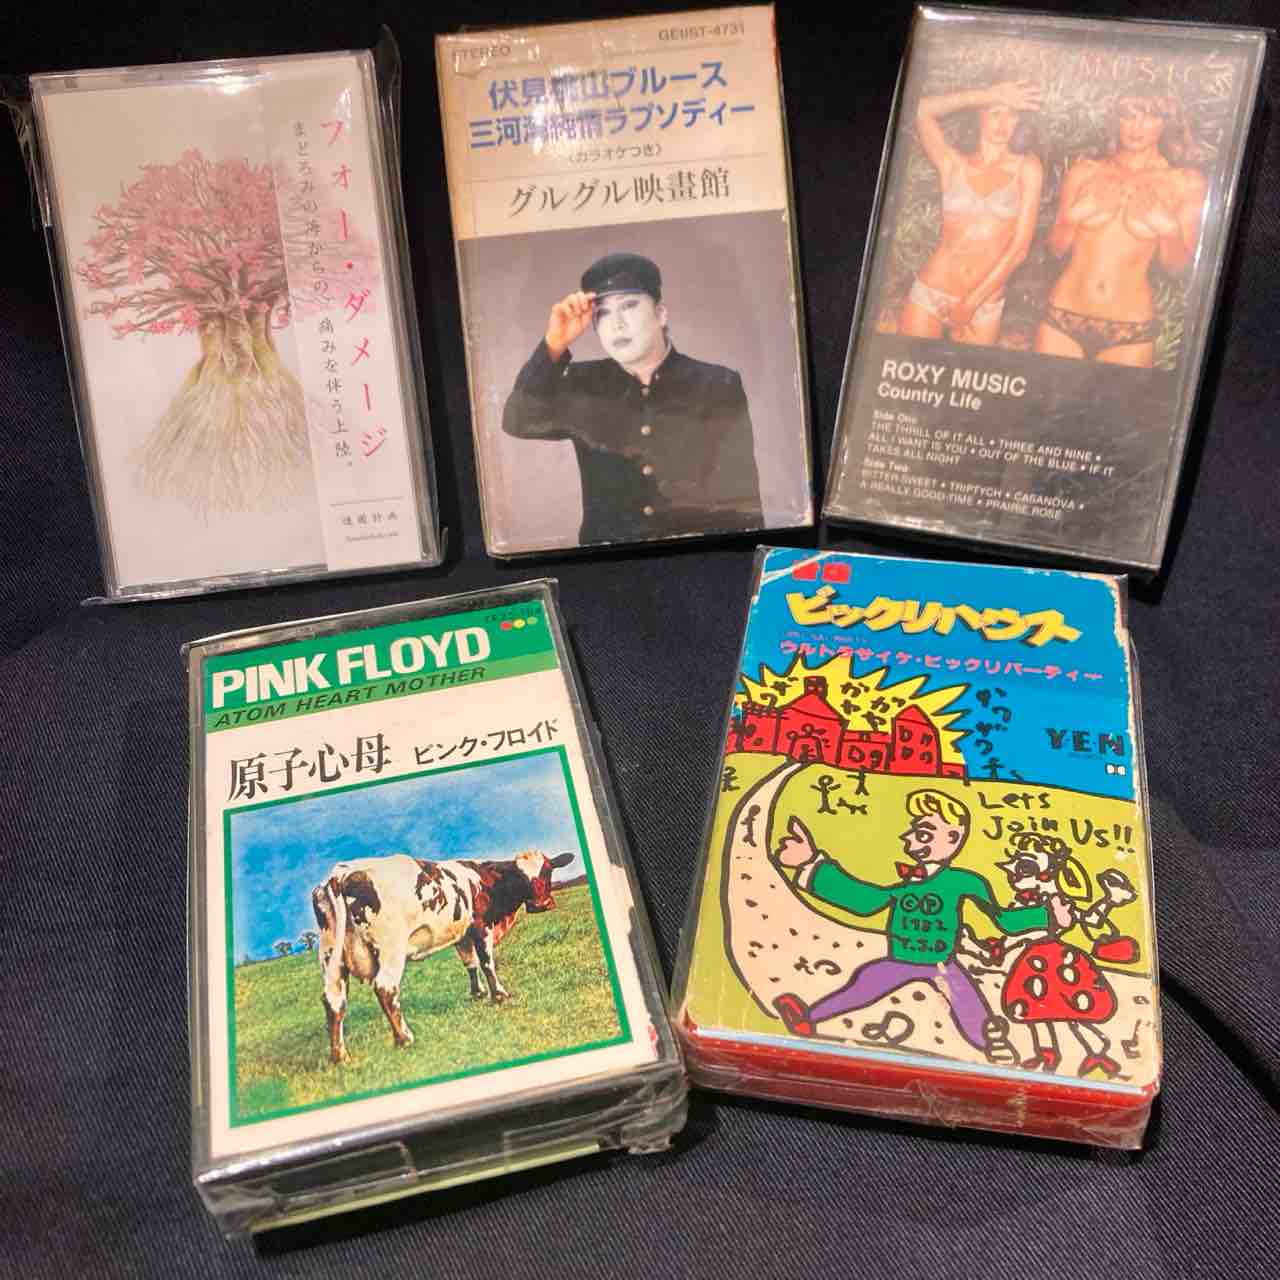 フォー・ダメージ
まどろみの海からの、痛みを伴う上陸。
STEREO
GEIIST-4731
伏見桃山ブルース
三河湾純情ラプソディー
(カラオケつき)
グルグル映畫館
ROXY MUSIC
ROXY MUSIC
Country Life
Side One
THE THRILL OF IT ALL • THREE AND NINE •
ALL I WANT IS YOU • OUT OF THE BLUE • IF IT
TAKES ALL NIGHT
Side Two
BITTER-SWEET • TRIPTYCH • CASANOVA •
A REALLY GOOD TIME • PRAIRIE ROSE
PINK FLOYD
ATOM HEART MOTHER
原子心母 ピンク・フロイド
ビックリハウス
ウルトラサイケ・ビックリパーティー
YEN
Lets
Join Us!!
C P
1982
T.S.D